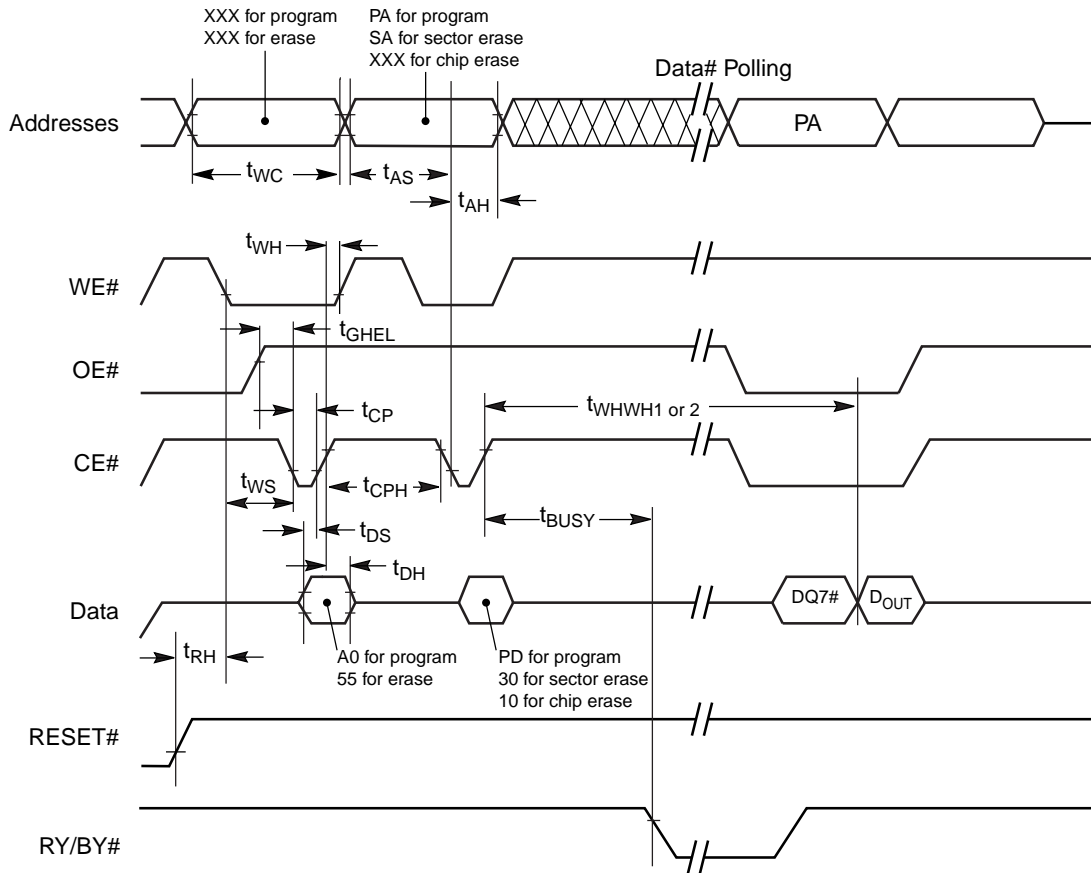 XXX for program
XXX for erase
PA for program
SA for sector erase
XXX for chip erase
Data# Polling
Addresses
PA
tWC
tAS
tAH
tWH
WE#
tGHEL
OE#
tCP
tWHWH1 or 2
CE#
tWS
tCPH
tBUSY
tDS
tDH
Data
DQ7#
DOUT
tRH
A0 for program
55 for erase
PD for program
30 for sector erase
10 for chip erase
RESET#
RY/BY#